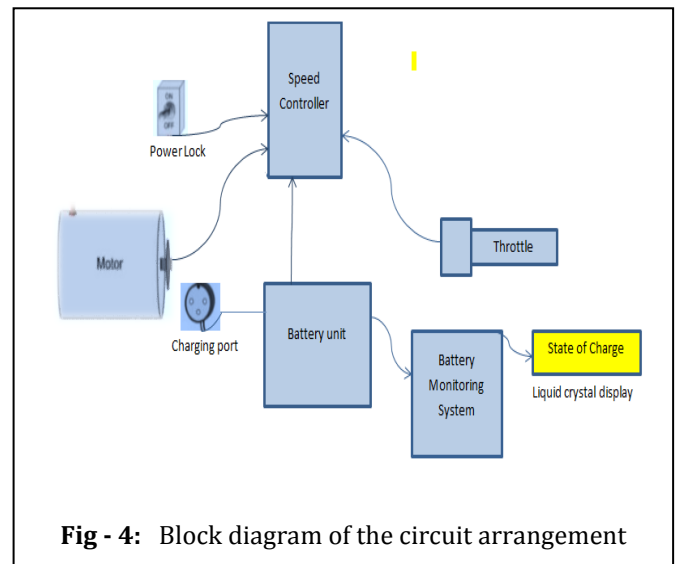 Speed
Controller
ON
OFF
Power Lock
Motor
Throttle
Charging port
Battery unit
Battery
Monitoring
System
State of Charge
Liquid crystal display
Fig - 4: Block diagram of the circuit arrangement